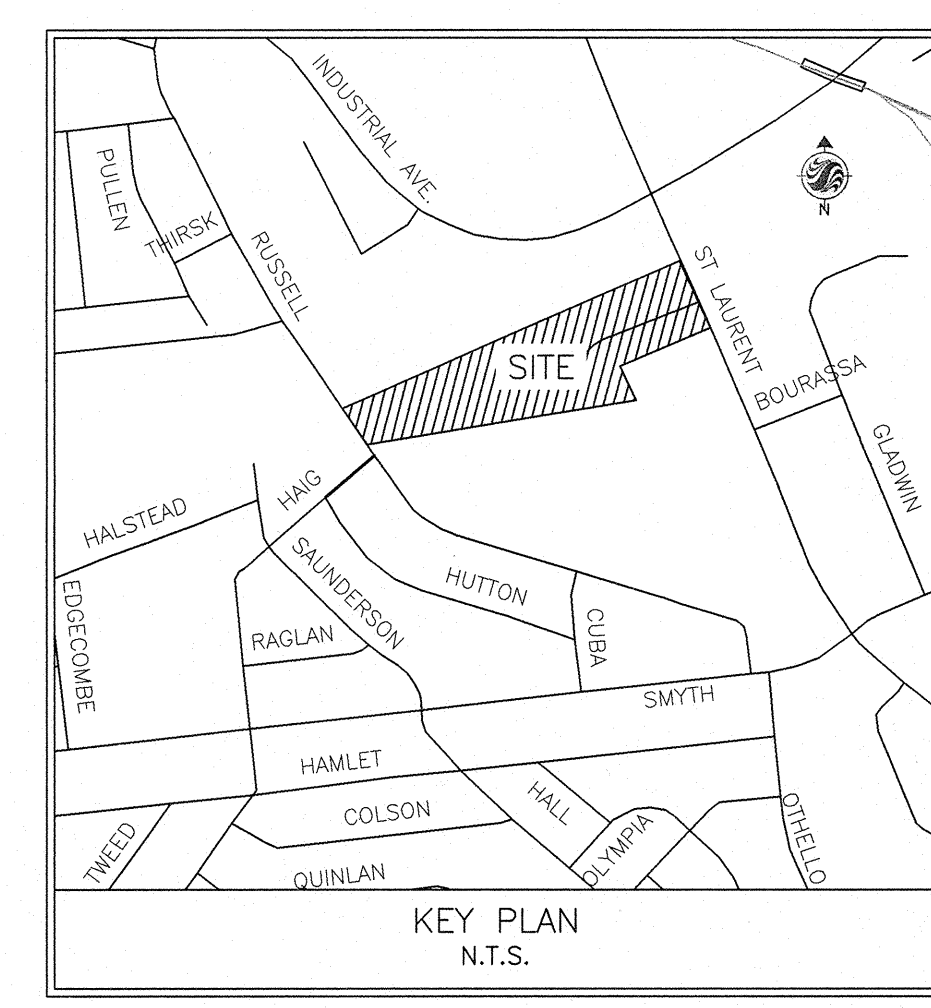 INDUSTRIAL AVE.
PULLEN
THIRSK
RUSSELL
N
ST LAURENT
SITE
BOURASSA
GLADWIN
HAIG
HALSTEAD
SAUNDERSON
HUTTON
EDGECOMBE
RAGLAN
CUBA
SMYTH
HAMLET
HALL
COLSON
OLYMPIA
OTHELLO
TWEED
QUINLAN
KEY PLAN
N.T.S.